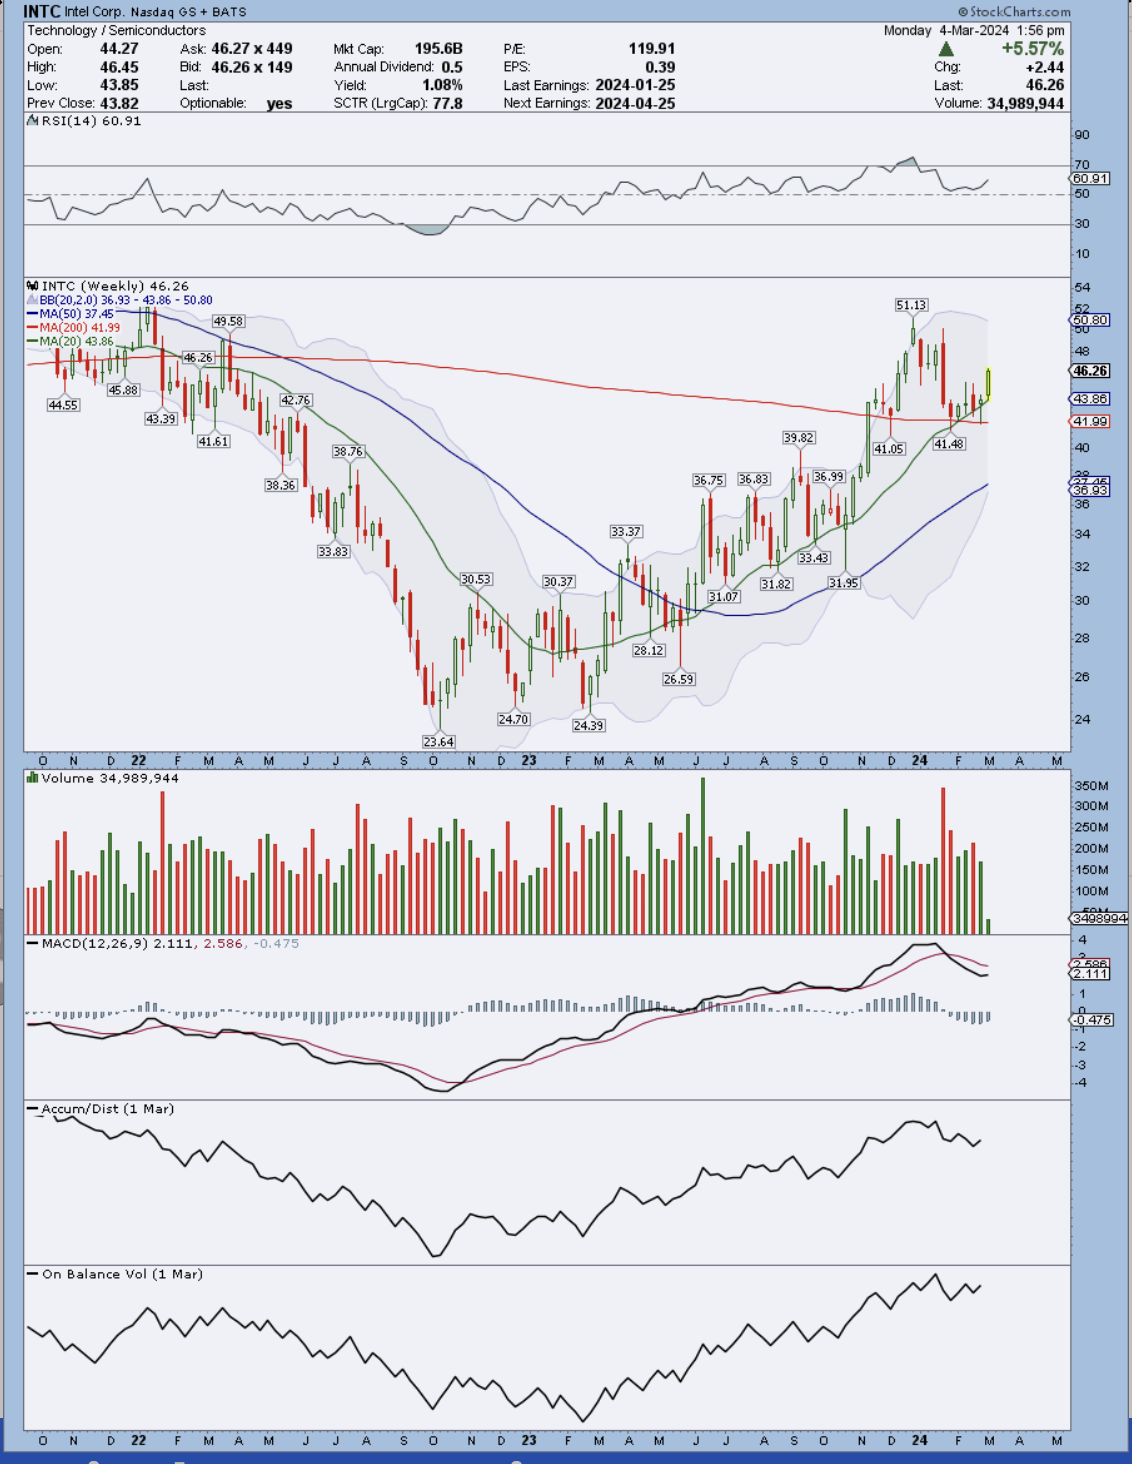 INTC Intel Corp. Nasdaq GS + BATS
© StockCharts.com
Technology / Semiconductors
Monday 4-Mar-2024 1:56 pm
Open: 44.27 Ask: 46.27 x 449 Mkt Cap: 195.6B P/E: 119.91 +5.57%
High: 46.45 Bid: 46.26 x 149 Annual Dividend: 0.5 EPS: 0.39 Chg: +2.44
Low: 43.85 Last: Yield: 1.08% Last Earnings: 2024-01-25 Last: 46.26
Prev Close: 43.82 Optionable: yes SCTR (LrgCap): 77.8 Next Earnings: 2024-04-25 Volume: 34,989,944
RSI(14) 60.91
90
70
60.91
50
30
10
INTC (Weekly) 46.26
BB(20,2.0) 36.93 - 43.86 - 50.80
MA(50) 37.45
MA(200) 41.99
MA(20) 43.86
44.55
45.88
43.39
46.26
41.61
49.58
38.36
42.76
33.83
38.76
23.64
30.53
24.70
30.37
24.39
33.37
28.12
26.59
36.75
31.07
36.83
31.82
39.82
33.43
36.99
31.95
41.05
51.13
41.48
54
52
50.80
50
48
46.26
43.86
41.99
40
38
37.45
36.93
36
34
32
30
28
26
24
O N D 22 F M A M J J A S O N D 23 F M A M J J A S O N D 24 F M A M
Volume 34,989,944
350M
300M
250M
200M
150M
100M
50M
34989944
MACD(12,26,9) 2.111, 2.586, -0.475
4
3
2.586
2.111
1
0
-0.475
-1
-2
-3
-4
Accum/Dist (1 Mar)
On Balance Vol (1 Mar)
O N D 22 F M A M J J A S O N D 23 F M A M J J A S O N D 24 F M A M